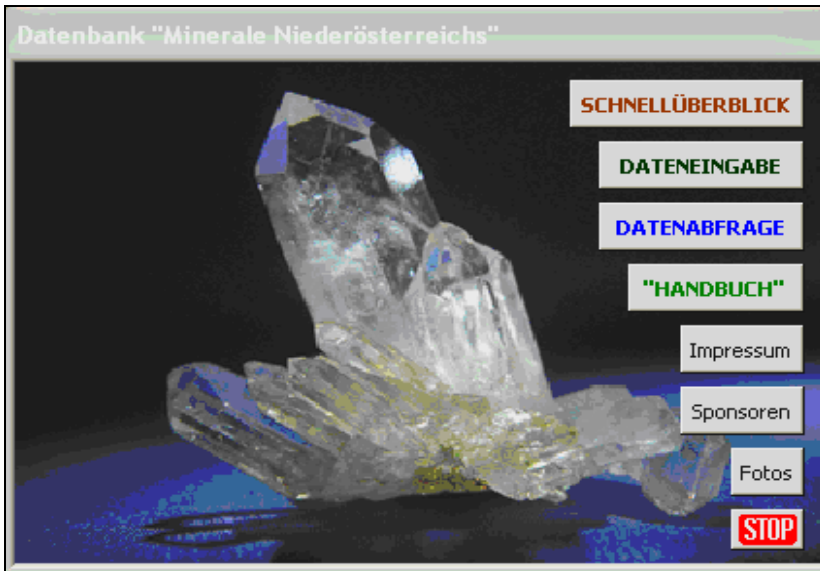 Datenbank "Minerale Niederösterreichs"
SCHNELLÜBERBLICK
DATENEINGABE
DATENABFRAGE
"HANDBUCH"
Impressum
Sponsoren
Fotos
STOP